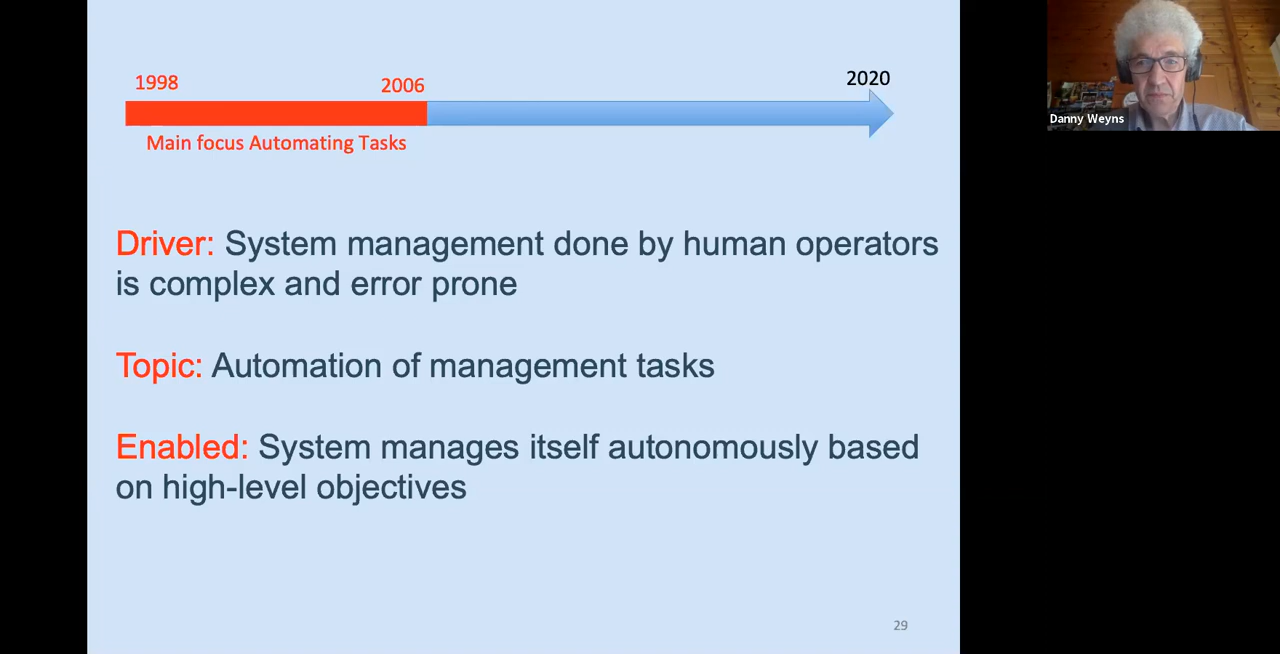 1998
2006
2020
Main focus Automating Tasks
Driver: System management done by human operators
is complex and error prone
Topic: Automation of management tasks
Enabled: System manages itself autonomously based
on high-level objectives
29
Danny Weyns